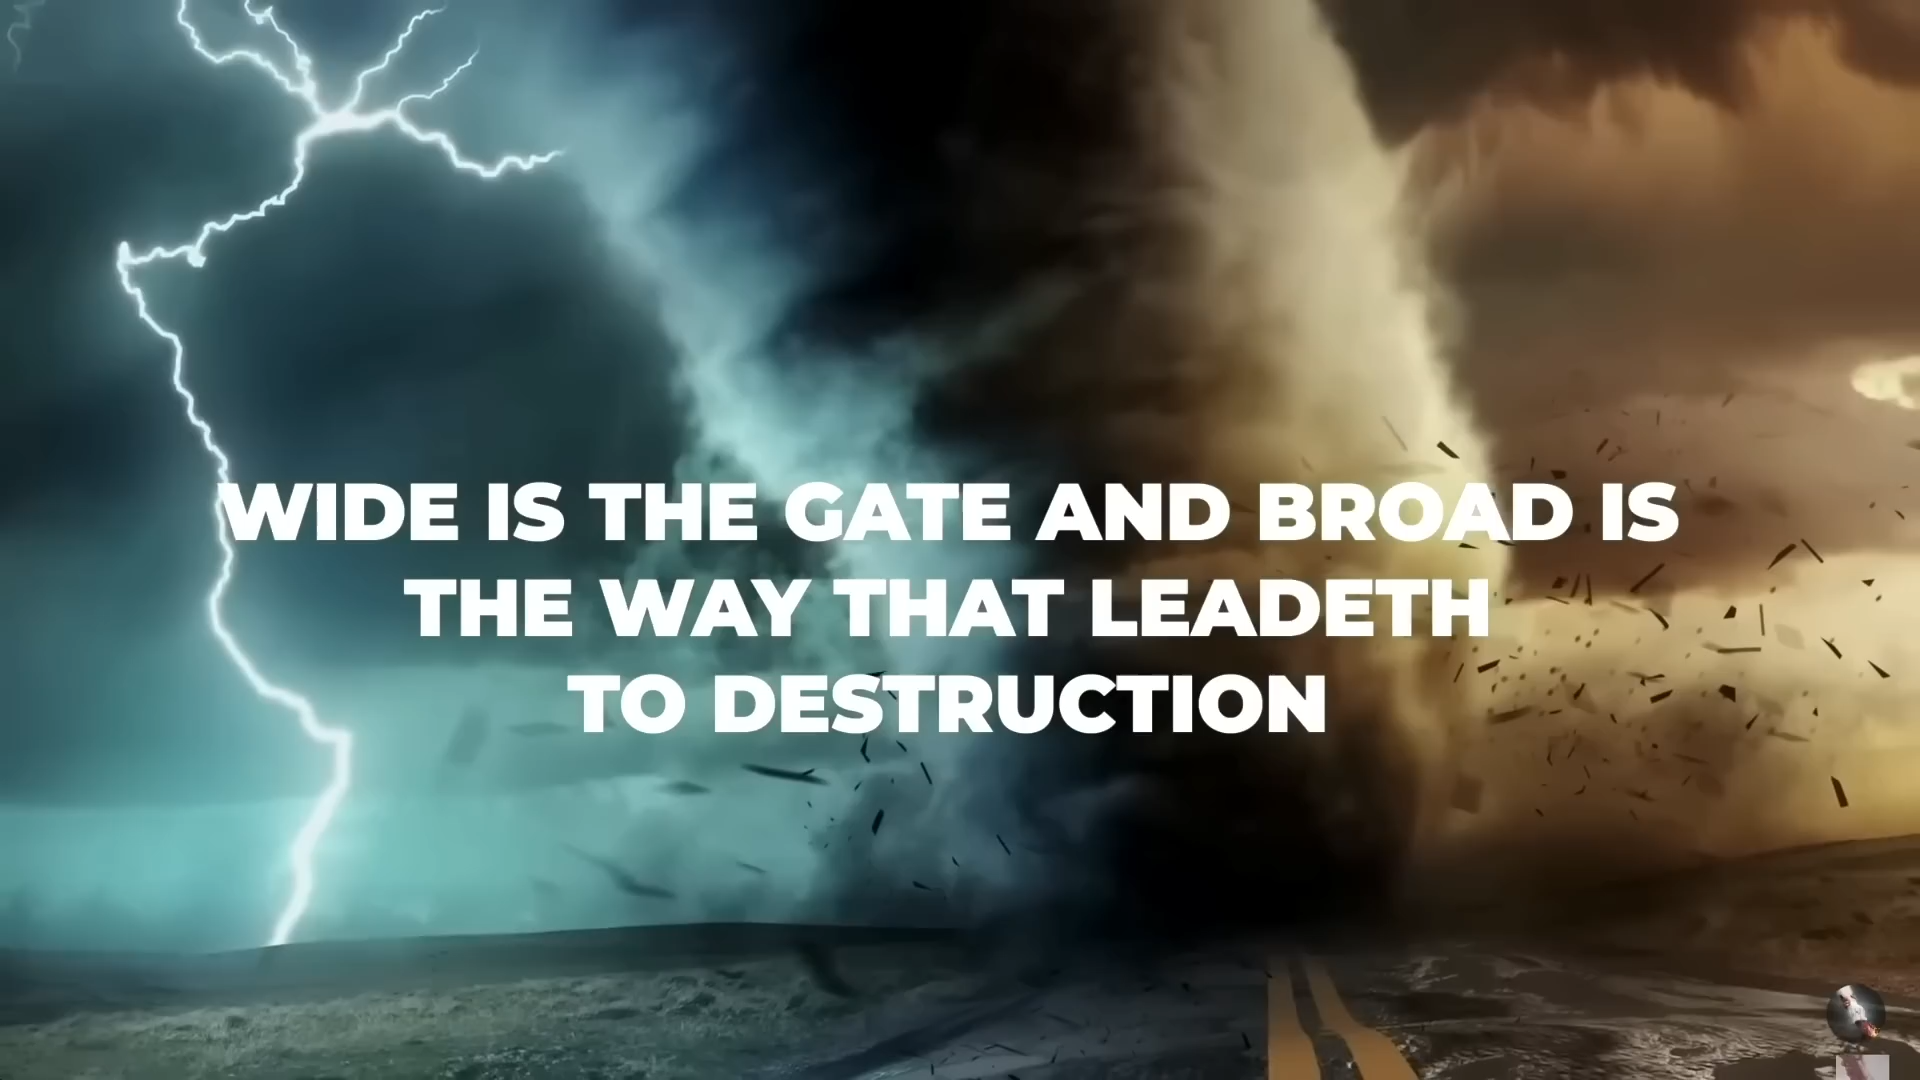 WIDE IS THE GATE AND BROAD IS
THE WAY THAT LEADETH
TO DESTRUCTION